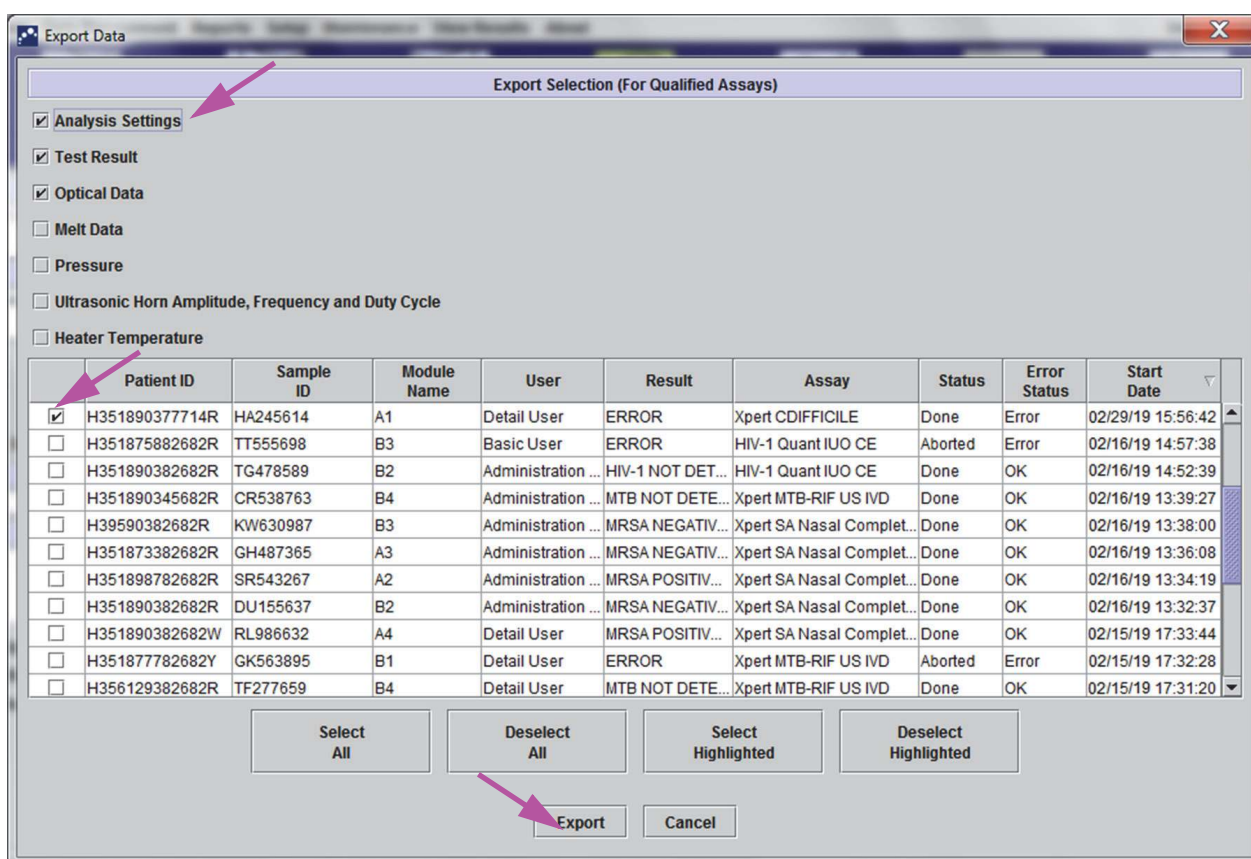 Export Data
Export Selection (For Qualified Assays)
Analysis Settings
Test Result
Optical Data
Melt Data
Pressure
Ultrasonic Horn Amplitude, Frequency and Duty Cycle
Heater Temperature
Patient ID Sample ID Module Name User Result Assay Status Error Status Start Date
H351890377714R HA245614 A1 Detail User ERROR Xpert CDIFFICILE Done Error 02/29/19 15:56:42
H351875882682R TT555698 B3 Basic User ERROR HIV-1 Quant IUO CE Aborted Error 02/16/19 14:57:38
H351890382682R TG478589 B2 Administration ... HIV-1 NOT DET... HIV-1 Quant IUO CE Done OK 02/16/19 14:52:39
H351890345682R CR538763 B4 Administration ... MTB NOT DETE... Xpert MTB-RIF US IVD Done OK 02/16/19 13:39:27
H39590382682R KW630987 B3 Administration ... MRSA NEGATIV... Xpert SA Nasal Complet... Done OK 02/16/19 13:38:00
H351873382682R GH487365 A3 Administration ... MRSA NEGATIV... Xpert SA Nasal Complet... Done OK 02/16/19 13:36:08
H351898782682R SR543267 A2 Administration ... MRSA POSITIV... Xpert SA Nasal Complet... Done OK 02/16/19 13:34:19
H351890382682R DU155637 B2 Administration ... MRSA NEGATIV... Xpert SA Nasal Complet... Done OK 02/16/19 13:32:37
H351890382682W RL986632 A4 Detail User MRSA POSITIV... Xpert SA Nasal Complet... Done OK 02/15/19 17:33:44
H351877782682Y GK563895 B1 Detail User ERROR Xpert MTB-RIF US IVD Aborted Error 02/15/19 17:32:28
H356129382682R TF277659 B4 Detail User MTB NOT DETE... Xpert MTB-RIF US IVD Done OK 02/15/19 17:31:20
Select All Deselect All Select Highlighted Deselect Highlighted
Export Cancel